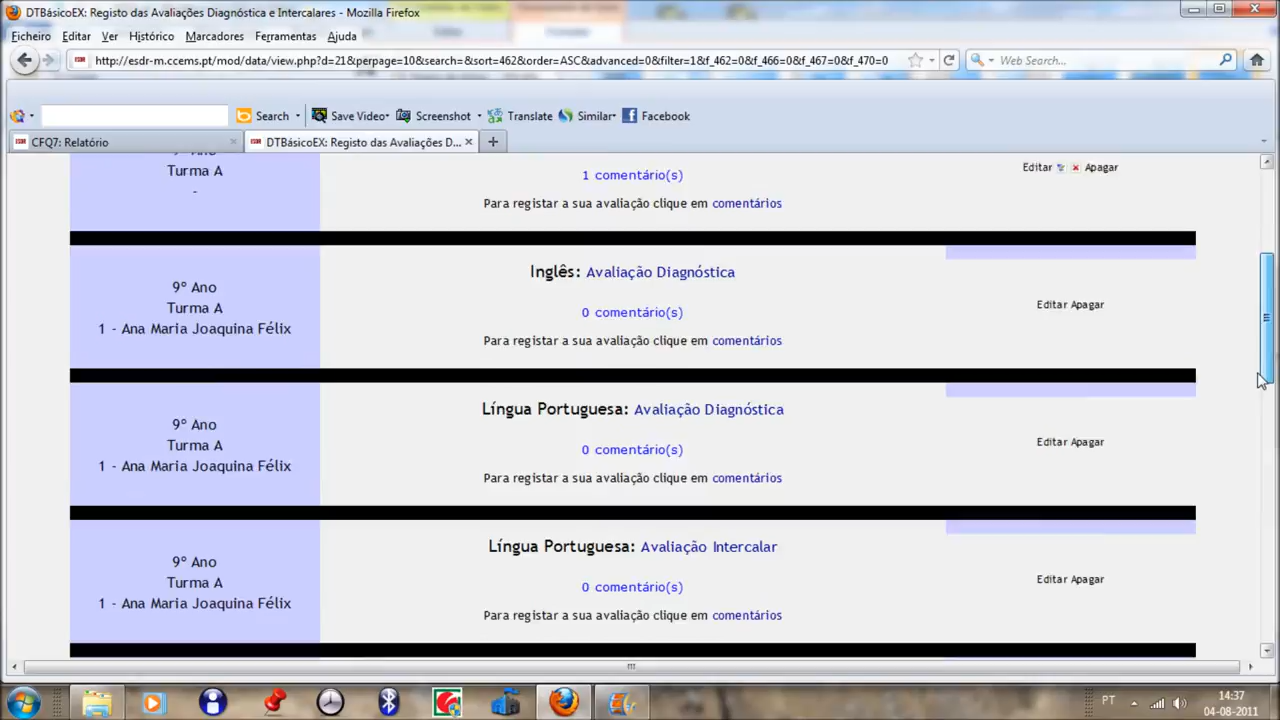 DTBásicoEX: Registo das Avaliações Diagnóstica e Intercalares - Mozilla Firefox
Ficheiro Editar Ver Histórico Marcadores Ferramentas Ajuda
http://esdr-m.ccems.pt/mod/data/view.php?d=21&perpage=10&search=&sort=462&order=ASC&advanced=0&filter=1&f_462=0&f_466=0&f_467=0&f_470=0
Web Search...
Search Save Video Screenshot Translate Similar Facebook
CFQ7: Relatório
DTBásicoEX: Registo das Avaliações D...
9º Ano
Turma A
-
1 comentário(s)
Para registar a sua avaliação clique em comentários
Editar Apagar
9º Ano
Turma A
1 - Ana Maria Joaquina Félix
Inglês: Avaliação Diagnóstica
0 comentário(s)
Para registar a sua avaliação clique em comentários
Editar Apagar
9º Ano
Turma A
1 - Ana Maria Joaquina Félix
Língua Portuguesa: Avaliação Diagnóstica
0 comentário(s)
Para registar a sua avaliação clique em comentários
Editar Apagar
9º Ano
Turma A
1 - Ana Maria Joaquina Félix
Língua Portuguesa: Avaliação Intercalar
0 comentário(s)
Para registar a sua avaliação clique em comentários
Editar Apagar
PT
14:37
04-08-2011